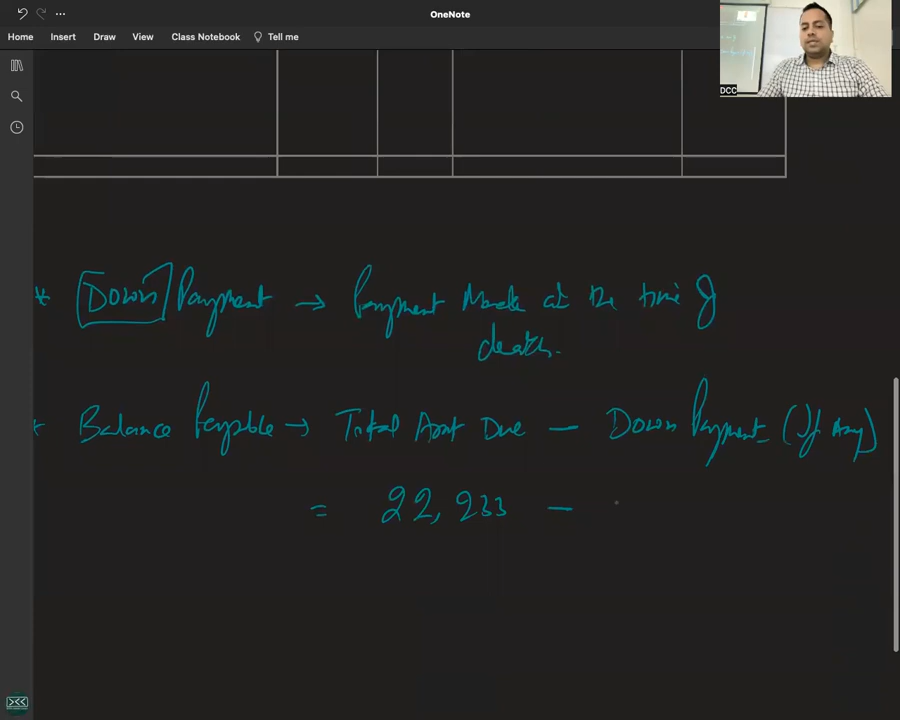 OneNote
Home Insert Draw View Class Notebook Tell me
DCC
* Down Payment → Payment Made at the time of
death.
* Balance Payable → Total Amt Due — Down Payment (If Any)
= 22,233 —